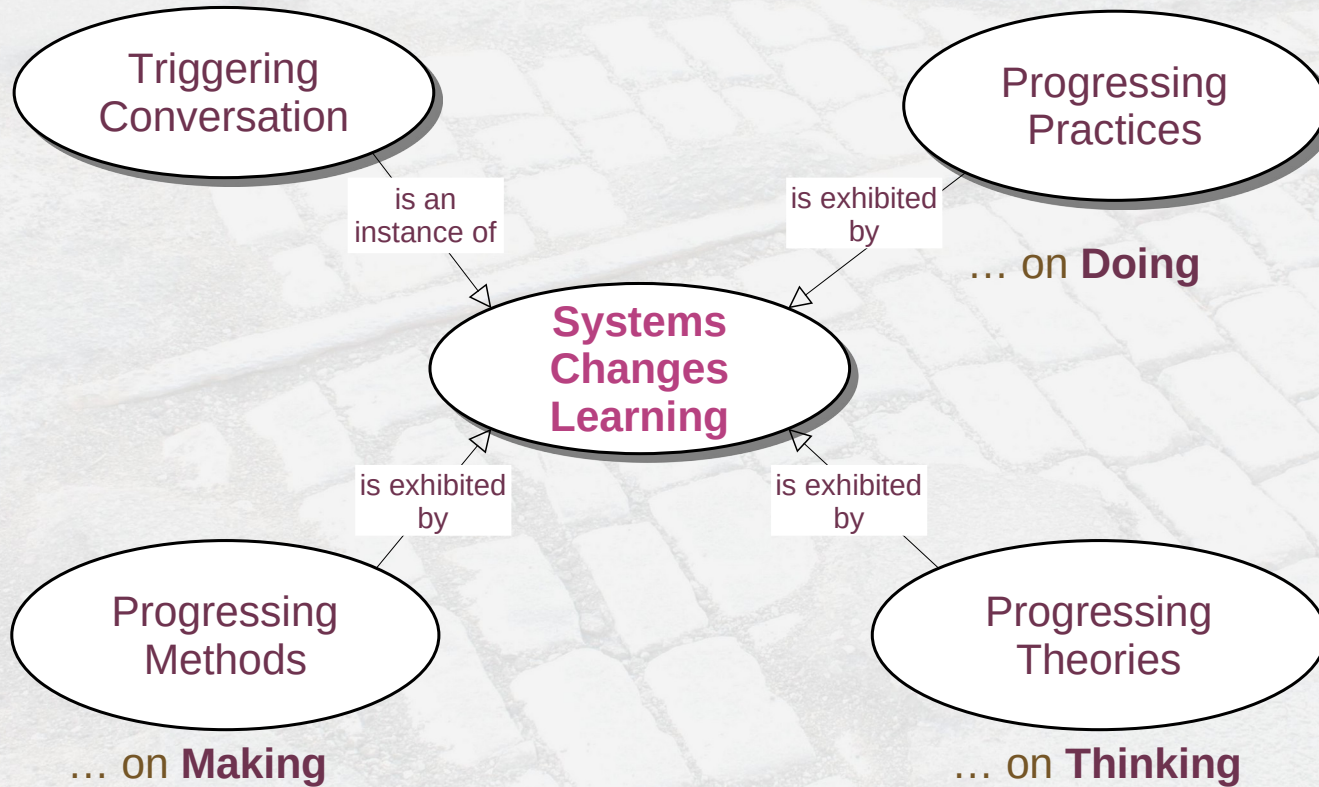 Triggering
Conversation
Progressing
Practices
is an
instance of
is exhibited
by
… on Doing
Systems
Changes
Learning
is exhibited
by
is exhibited
by
Progressing
Methods
Progressing
Theories
… on Making
… on Thinking